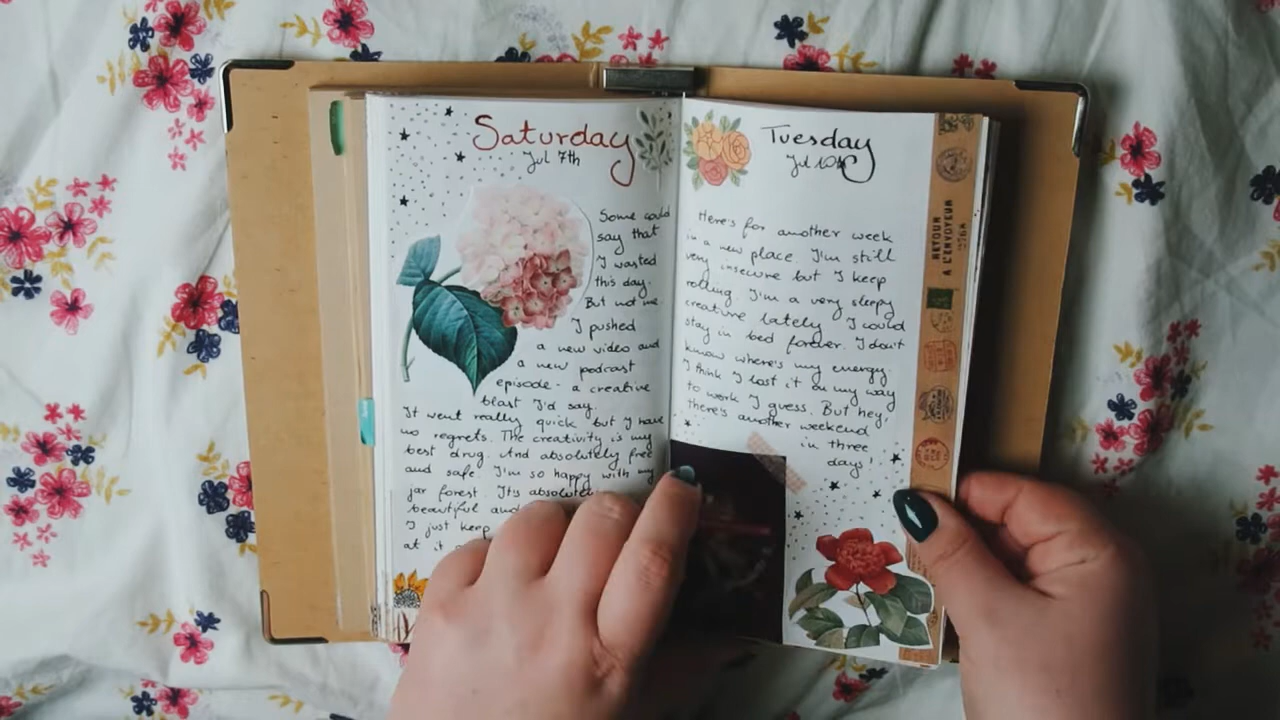 Saturday
Jul 7th
Some could
say that
I wasted
this day.
But not me.
I pushed
a new video and
a new podcast
episode - a creative
blast I'd say.
It went really quick but I have
no regrets. The creativity is my
best drug. And absolutely free
and safe. I'm so happy with my
jar forest. It's absolutely
beautiful and
I just keep
at it
Tuesday
Jul 10th
Here's for another week
in a new place. I'm still
very insecure but I keep
rolling. I'm a very sleepy
creature lately. I could
stay in bed forever. I don't
know where's my energy.
I think I lost it on my way
to work I guess. But hey,
there's another weekend
in three
days!
RETOUR
À L'ENVOYEUR